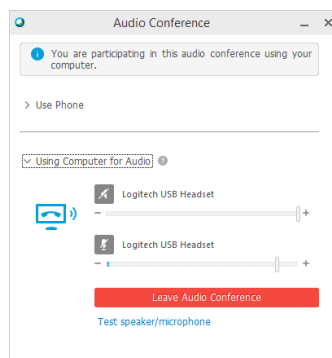 Audio Conference
You are participating in this audio conference using your
computer.
Use Phone
Using Computer for Audio
Logitech USB Headset
Logitech USB Headset
Leave Audio Conference
Test speaker/microphone